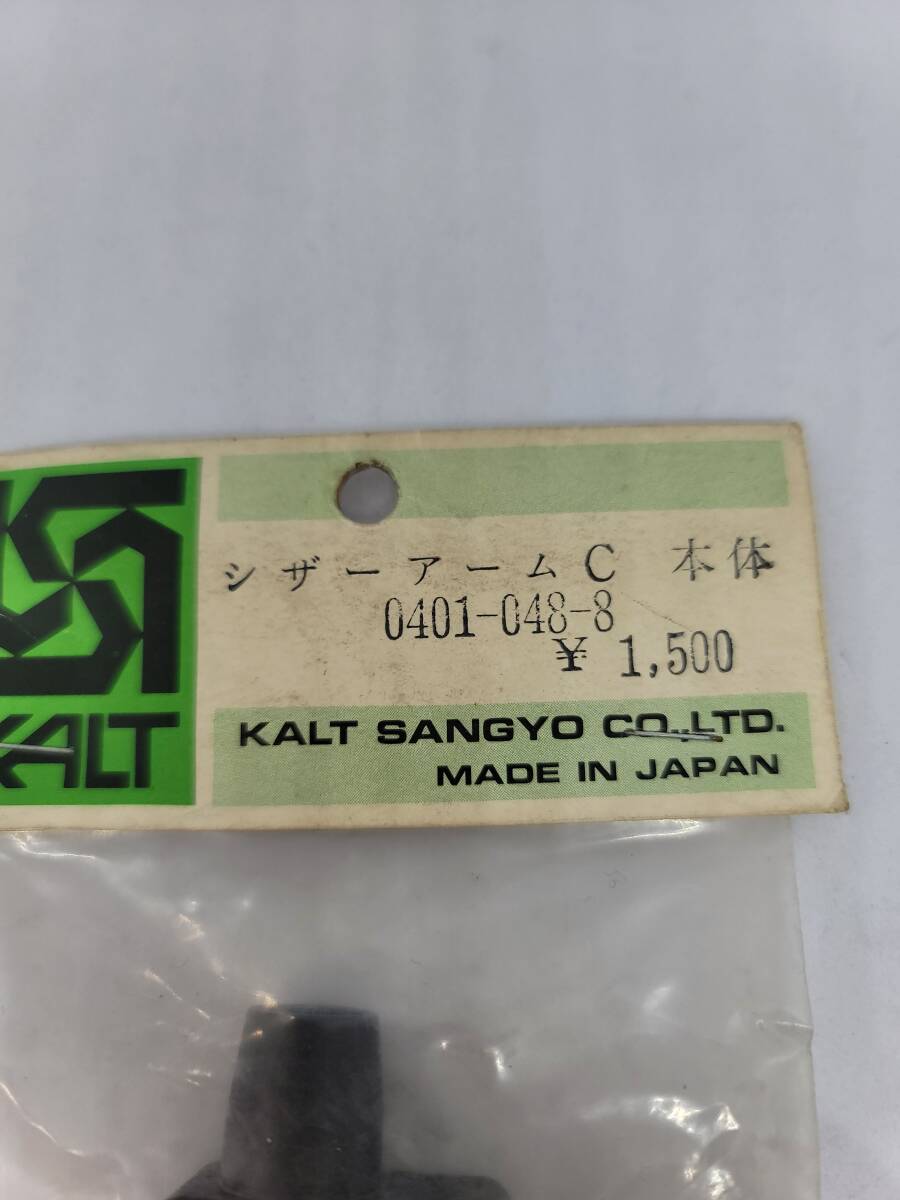 シザーアームC 本体
0401-048-8
¥ 1,500
KALT
KALT SANGYO CO.,LTD.
MADE IN JAPAN